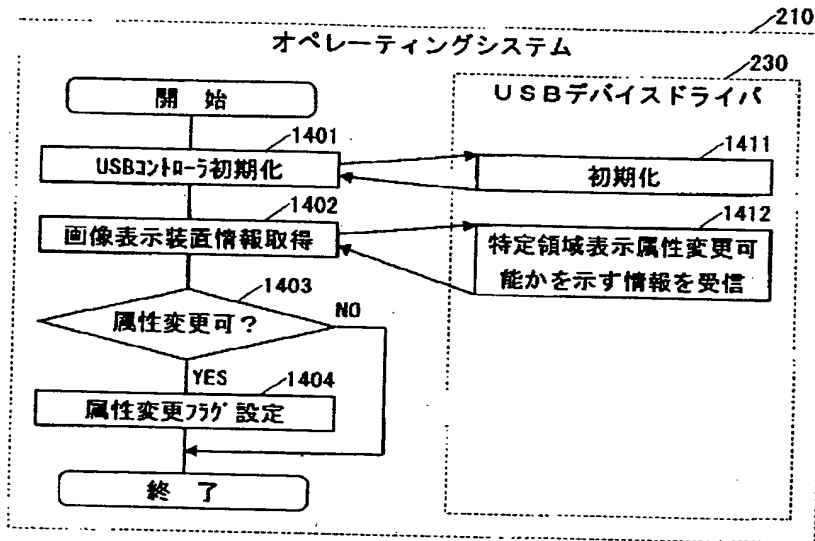 210
オペレーティングシステム
230
開 始
USBデバイスドライバ
1401
USBｺﾝﾄﾛｰﾗ初期化
1411
初期化
1402
画像表示装置情報取得
1412
特定領域表示属性変更可
能かを示す情報を受信
1403
属性変更可？
NO
YES
1404
属性変更ﾌﾗｸﾞ設定
終 了